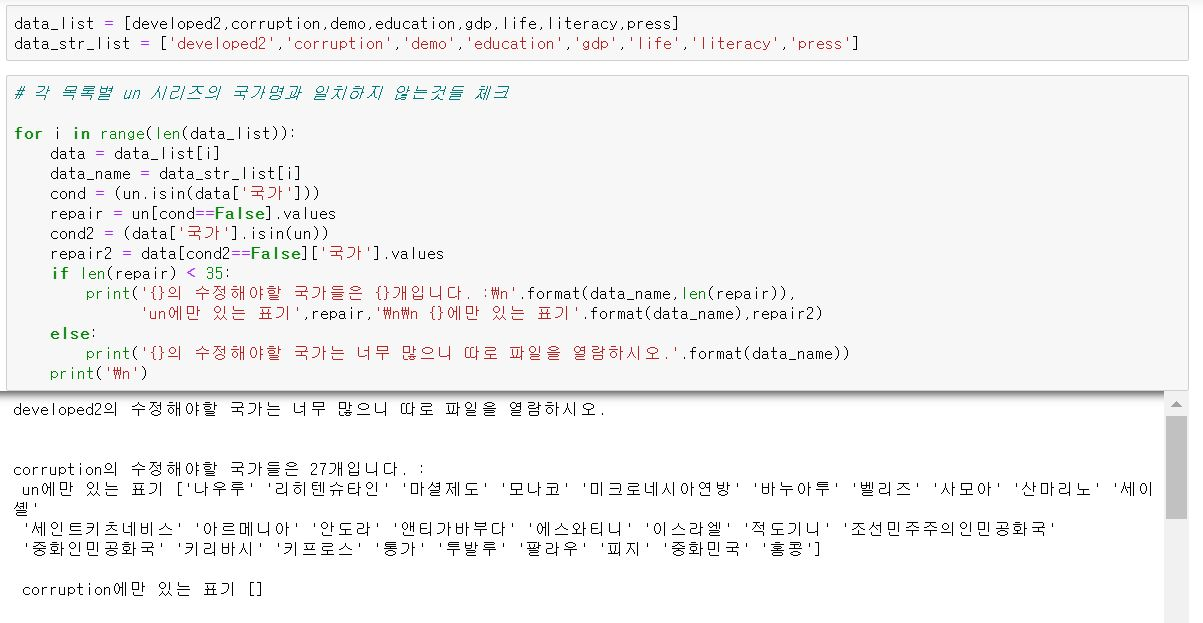 data_list = [developed2,corruption,demo,education,gdp,life,literacy,press]
data_str_list = ['developed2','corruption','demo','education','gdp','life','literacy','press']
# 각 목록별 un 시리즈의 국가명과 일치하지 않는것들 체크
for i in range(len(data_list)):
    data = data_list[i]
    data_name = data_str_list[i]
    cond = (un.isin(data['국가']))
    repair = un[cond==False].values
    cond2 = (data['국가'].isin(un))
    repair2 = data[cond2==False]['국가'].values
    if len(repair) < 35:
        print('{}의 수정해야할 국가들은 {}개입니다. :₩n'.format(data_name,len(repair)),
              'un에만 있는 표기',repair,'₩n₩n {}에만 있는 표기'.format(data_name),repair2)
    else:
        print('{}의 수정해야할 국가는 너무 많으니 따로 파일을 열람하시오.'.format(data_name))
    print('₩n')
developed2의 수정해야할 국가는 너무 많으니 따로 파일을 열람하시오.
corruption의 수정해야할 국가들은 27개입니다. :
 un에만 있는 표기 ['나우루' '리히텐슈타인' '마셜제도' '모나코' '미크로네시아연방' '바누아투' '벨리즈' '사모아' '산마리노' '세이
셸'
 '세인트키츠네비스' '아르메니아' '안도라' '앤티가바부다' '에스와티니' '이스라엘' '적도기니' '조선민주주의인민공화국'
 '중화인민공화국' '키리바시' '키프로스' '통가' '투발루' '팔라우' '피지' '중화민국' '홍콩']
 corruption에만 있는 표기 []